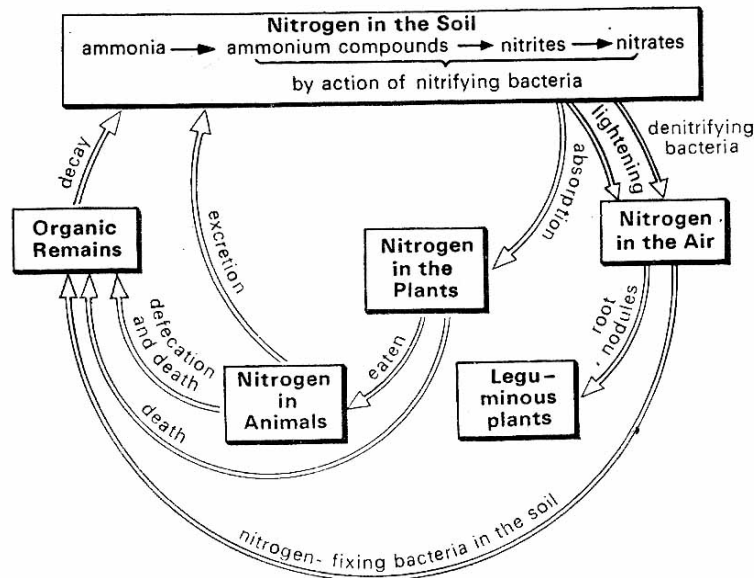 Nitrogen in the Soil
ammonia → ammonium compounds → nitrites → nitrates
by action of nitrifying bacteria
decay
excretion
absorption
lightening
denitrifying
bacteria
Organic
Remains
Nitrogen
in the
Plants
Nitrogen
in the Air
defecation
and death
eaten
root
nodules
Nitrogen
in
Animals
Legu-
minous
plants
death
nitrogen-fixing bacteria in the soil